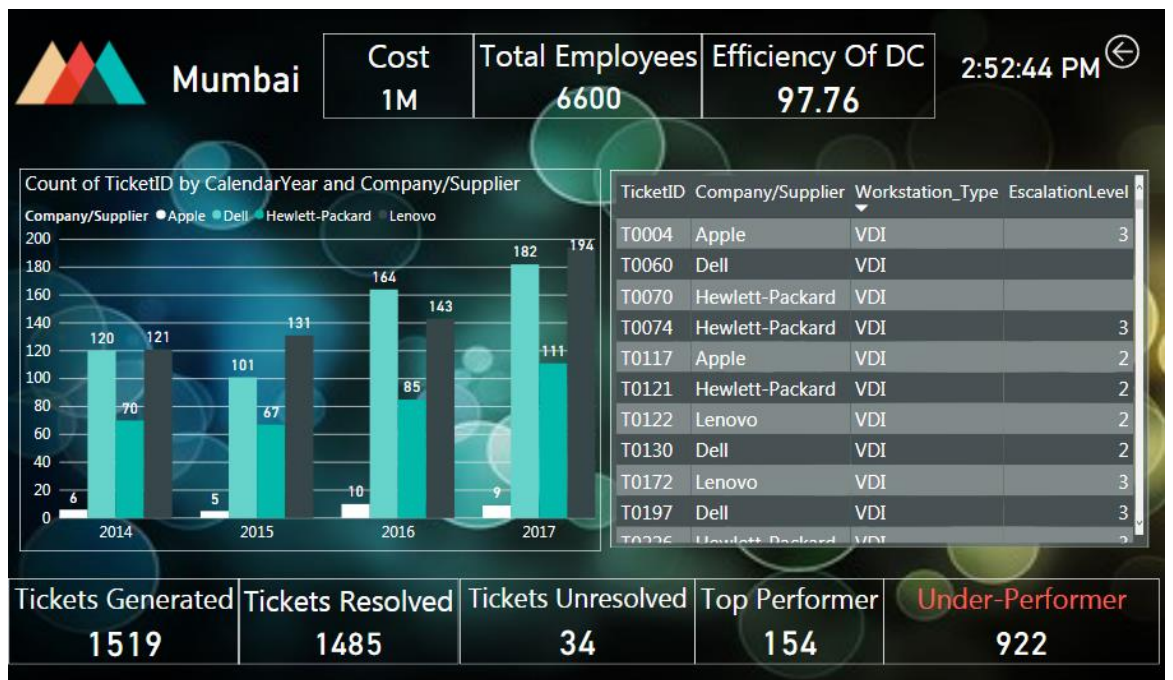 Mumbai
Cost
1M
Total Employees
6600
Efficiency Of DC
97.76
2:52:44 PM
Count of TicketID by CalendarYear and Company/Supplier
Company/Supplier Apple Dell Hewlett-Packard Lenovo
200
180
160
140
120
100
80
60
40
20
0
6 120 70 121
5 101 67 131
10 164 85 143
9 182 111 194
2014 2015 2016 2017
TicketID Company/Supplier Workstation_Type EscalationLevel
T0004 Apple VDI 3
T0060 Dell VDI
T0070 Hewlett-Packard VDI
T0074 Hewlett-Packard VDI 3
T0117 Apple VDI 2
T0121 Hewlett-Packard VDI 2
T0122 Lenovo VDI 2
T0130 Dell VDI 2
T0172 Lenovo VDI 3
T0197 Dell VDI 3
T0226 Hewlett-Packard VDI
Tickets Generated
1519
Tickets Resolved
1485
Tickets Unresolved
34
Top Performer
154
Under-Performer
922